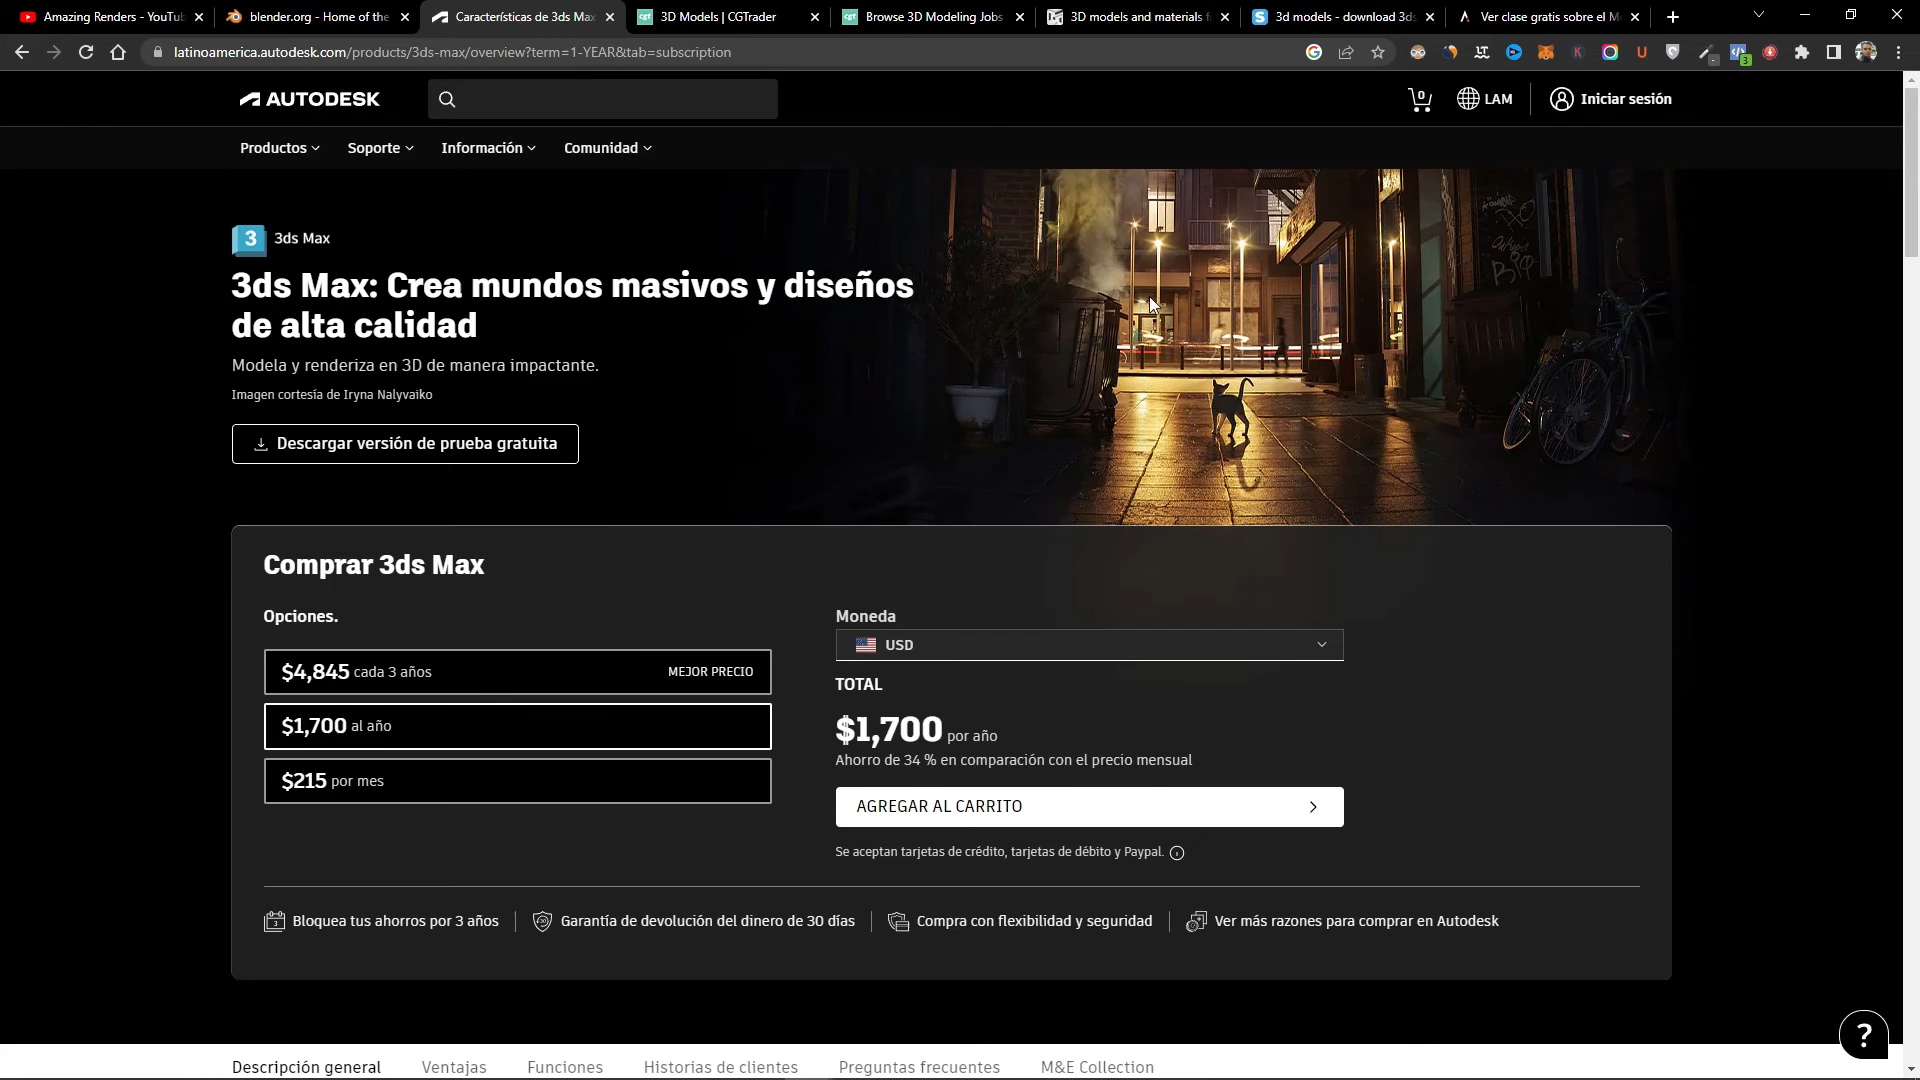 Amazing Renders - YouTub
blender.org - Home of the
Características de 3ds Max
cgt 3D Models | CGTrader
cgt Browse 3D Modeling Jobs
3D models and materials f
3d models - download 3ds
Ver clase gratis sobre el M
latinoamerica.autodesk.com/products/3ds-max/overview?term=1-YEAR&tab=subscription
AUTODESK
0
LAM
Iniciar sesión
Productos
Soporte
Información
Comunidad
3 3ds Max
3ds Max: Crea mundos masivos y diseños
de alta calidad
Modela y renderiza en 3D de manera impactante.
Imagen cortesía de Iryna Nalyvaiko
Descargar versión de prueba gratuita
Comprar 3ds Max
Opciones.
$4,845 cada 3 años MEJOR PRECIO
$1,700 al año
$215 por mes
Moneda
USD
TOTAL
$1,700 por año
Ahorro de 34 % en comparación con el precio mensual
AGREGAR AL CARRITO
Se aceptan tarjetas de crédito, tarjetas de débito y Paypal.
Bloquea tus ahorros por 3 años
Garantía de devolución del dinero de 30 días
Compra con flexibilidad y seguridad
Ver más razones para comprar en Autodesk
?
Descripción general
Ventajas
Funciones
Historias de clientes
Preguntas frecuentes
M&E Collection